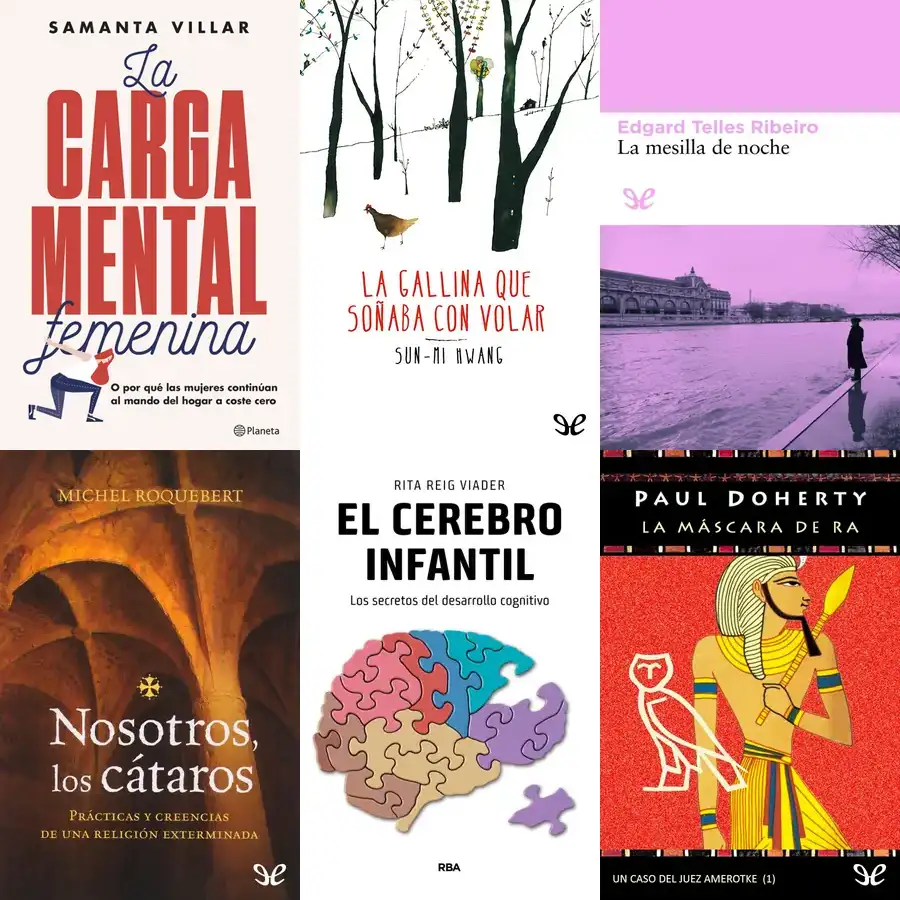 SAMANTA VILLAR
La
CARGA
MENTAL
femenina
O por qué las mujeres continúan
al mando del hogar a coste cero
Planeta
LA GALLINA QUE
SOÑABA CON VOLAR
SUN-MI HWANG
Edgard Telles Ribeiro
La mesilla de noche
MICHEL ROQUEBERT
Nosotros,
los cátaros
PRÁCTICAS Y CREENCIAS
DE UNA RELIGIÓN EXTERMINADA
RITA REIG VIADER
EL CEREBRO
INFANTIL
Los secretos del desarrollo cognitivo
RBA
PAUL DOHERTY
LA MÁSCARA DE RA
UN CASO DEL JUEZ AMEROTKE (1)